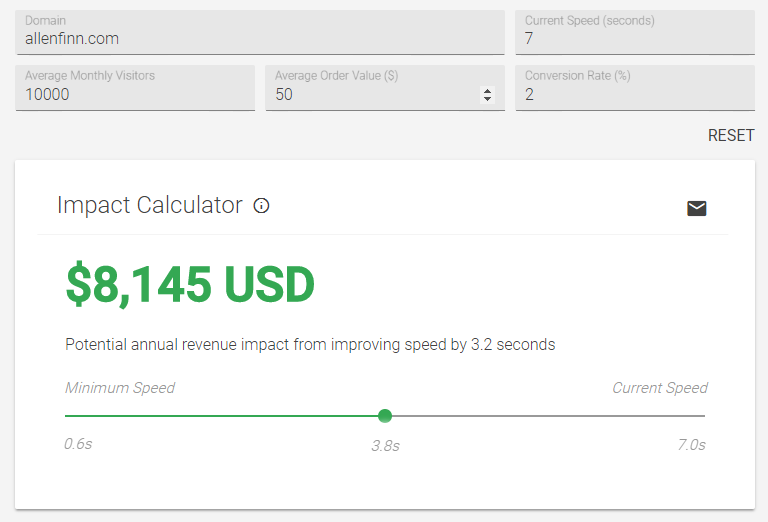 Domain
allenfinn.com
Current Speed (seconds)
7
Average Monthly Visitors
10000
Average Order Value ($)
50
Conversion Rate (%)
2
RESET
Impact Calculator
$8,145 USD
Potential annual revenue impact from improving speed by 3.2 seconds
Minimum Speed
Current Speed
0.6s
3.8s
7.0s